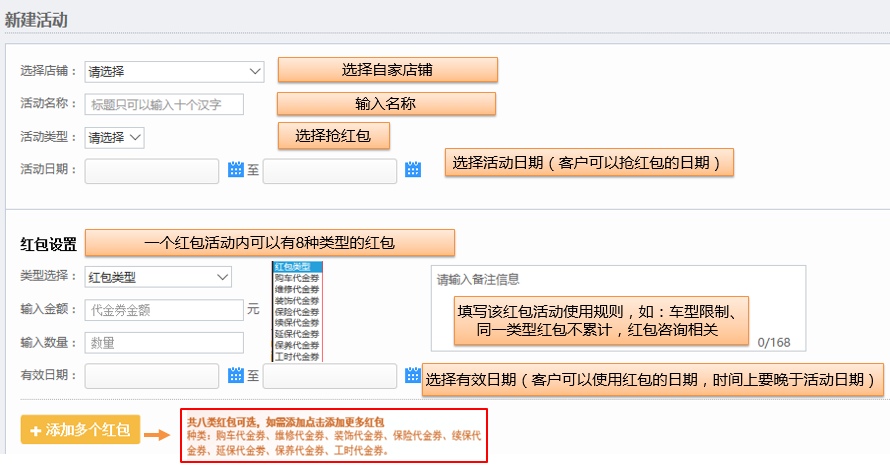 新建活动
选择店铺： 请选择 选择自家店铺
活动名称： 标题只可以输入十个汉字 输入名称
活动类型： 请选择 选择抢红包
活动日期： 至 选择活动日期（客户可以抢红包的日期）
红包设置 一个红包活动内可以有8种类型的红包
类型选择： 红包类型
输入金额： 代金券金额 元
输入数量： 数量
有效日期： 至 选择有效日期（客户可以使用红包的日期，时间上要晚于活动日期）
红包类型
购车代金券
维修代金券
装饰代金券
保险代金券
续保代金券
延保代金券
保养代金券
工时代金券
请输入备注信息
填写该红包活动使用规则，如：车型限制、
同一类型红包不累计，红包咨询相关
0/168
+ 添加多个红包
共八类红包可选，如需添加点击添加更多红包
种类：购车代金券、维修代金券、装饰代金券、保险代金券、续保代
金券、延保代金券、保养代金券、工时代金券。